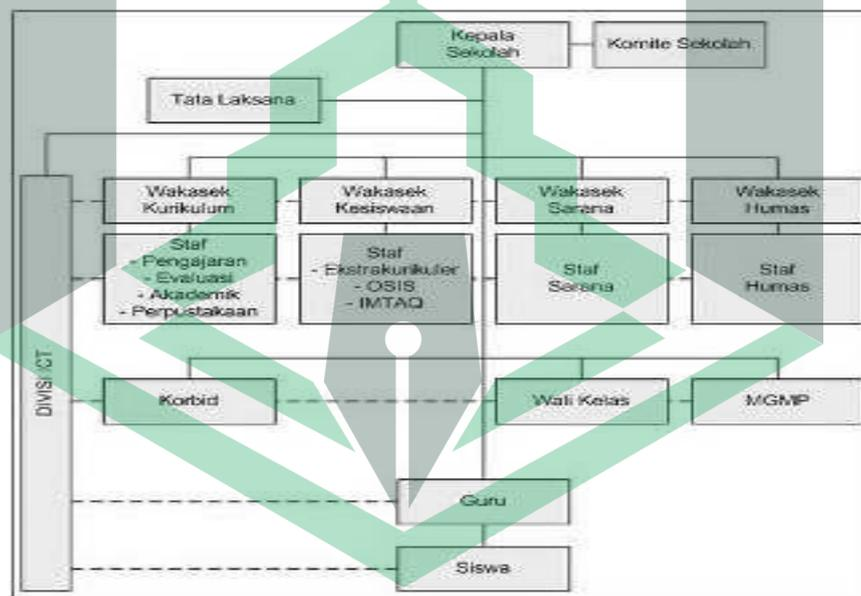 Kepala
Sekolah
Komite Sekolah
Tata Laksana
Wakasek
Kurikulum
Wakasek
Kesiswaan
Wakasek
Sarana
Wakasek
Humas
Staf
- Pengajaran
- Evaluasi
- Akademik
- Perpustakaan
Staf
- Ekstrakurikuler
- OSIS
- IMTAQ
Staf
Sarana
Staf
Humas
DIVISI ICT
Korbid
Wali Kelas
MGMP
Guru
Siswa